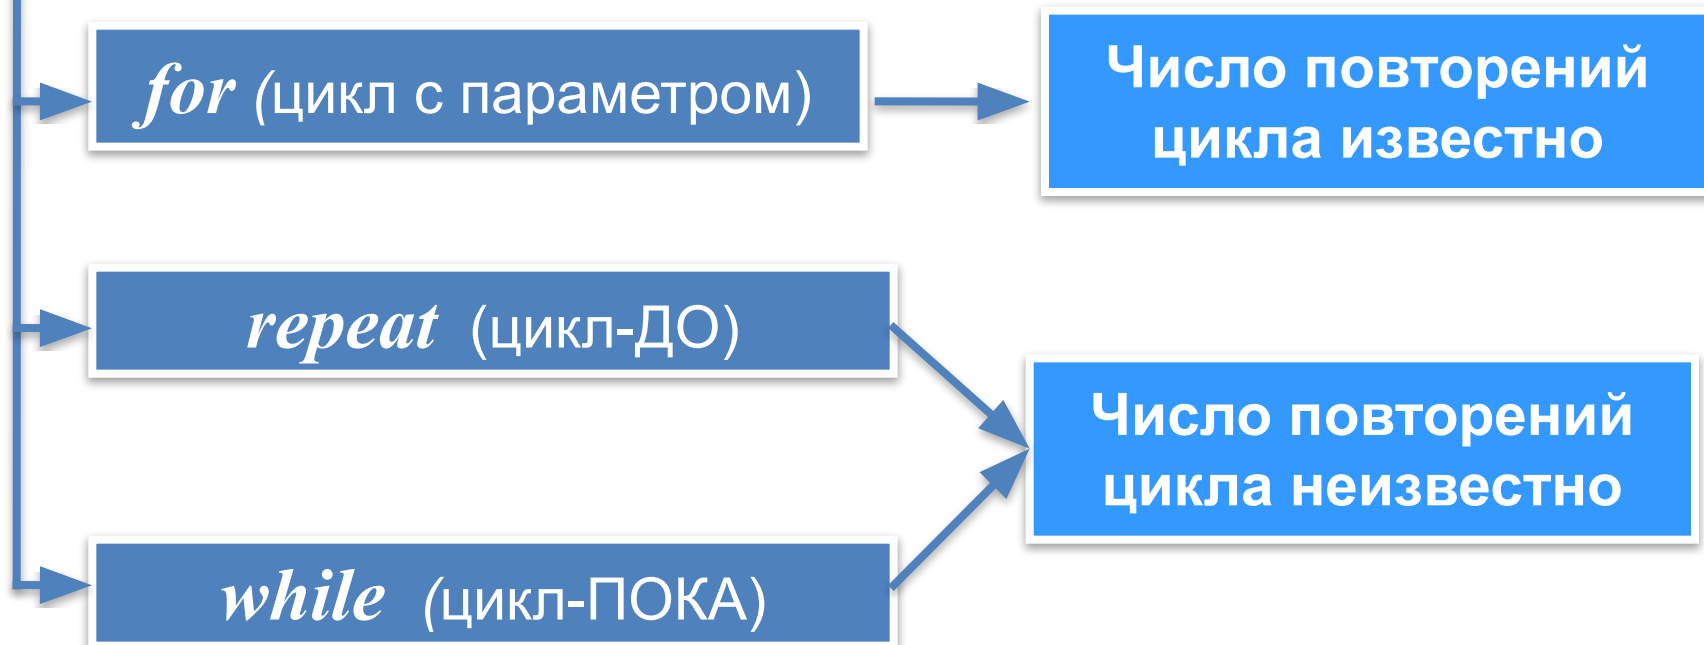 for (цикл с параметром)
Число повторений
цикла известно
repeat (цикл-ДО)
Число повторений
цикла неизвестно
while (цикл-ПОКА)